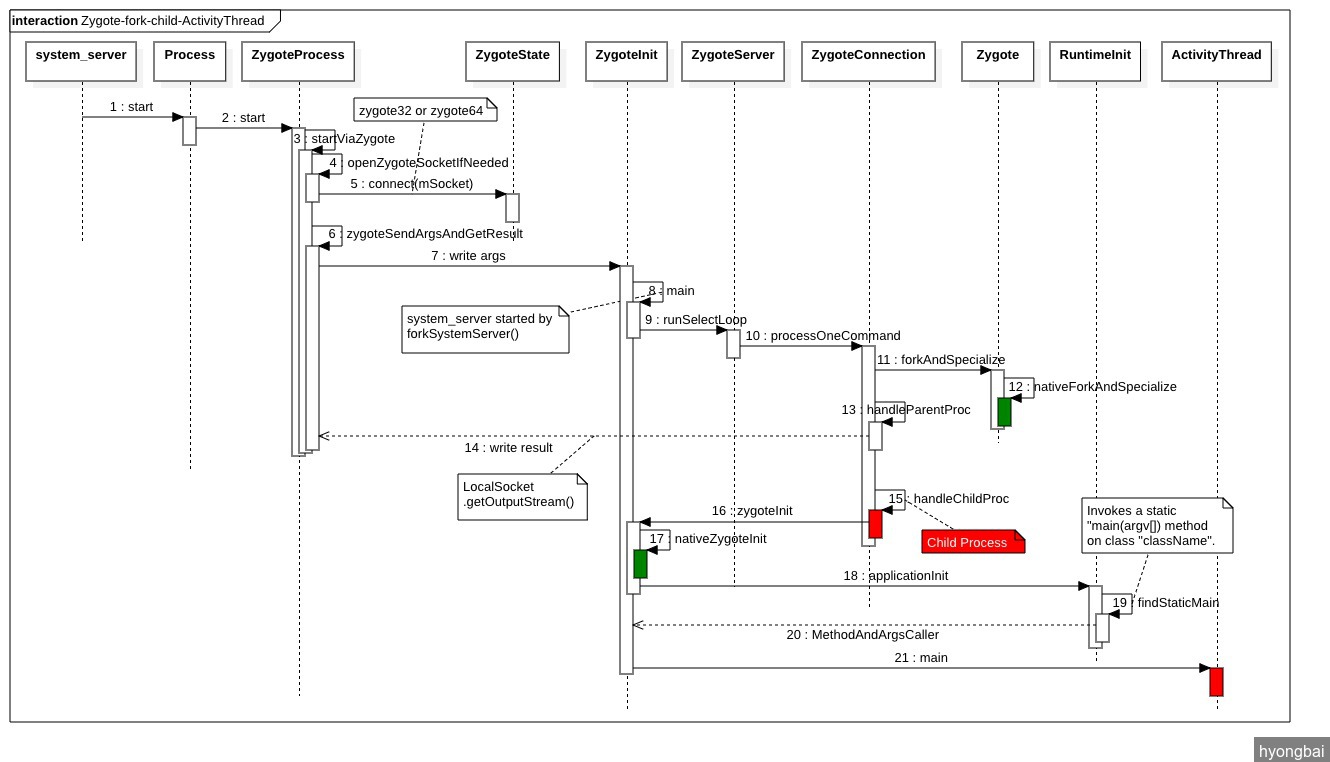 interaction Zygote-fork-child-ActivityThread
system_server
Process
ZygoteProcess
ZygoteState
ZygoteInit
ZygoteServer
ZygoteConnection
Zygote
RuntimeInit
ActivityThread
1 : start
2 : start
zygote32 or zygote64
3 : startViaZygote
4 : openZygoteSocketIfNeeded
5 : connect(mSocket)
6 : zygoteSendArgsAndGetResult
7 : write args
8 : main
system_server started by
forkSystemServer()
9 : runSelectLoop
10 : processOneCommand
11 : forkAndSpecialize
12 : nativeForkAndSpecialize
13 : handleParentProc
14 : write result
LocalSocket
.getOutputStream()
15 : handleChildProc
16 : zygoteInit
Child Process
Invokes a static
"main(argv[]) method
on class "className".
17 : nativeZygoteInit
18 : applicationInit
19 : findStaticMain
20 : MethodAndArgsCaller
21 : main
hyongbai